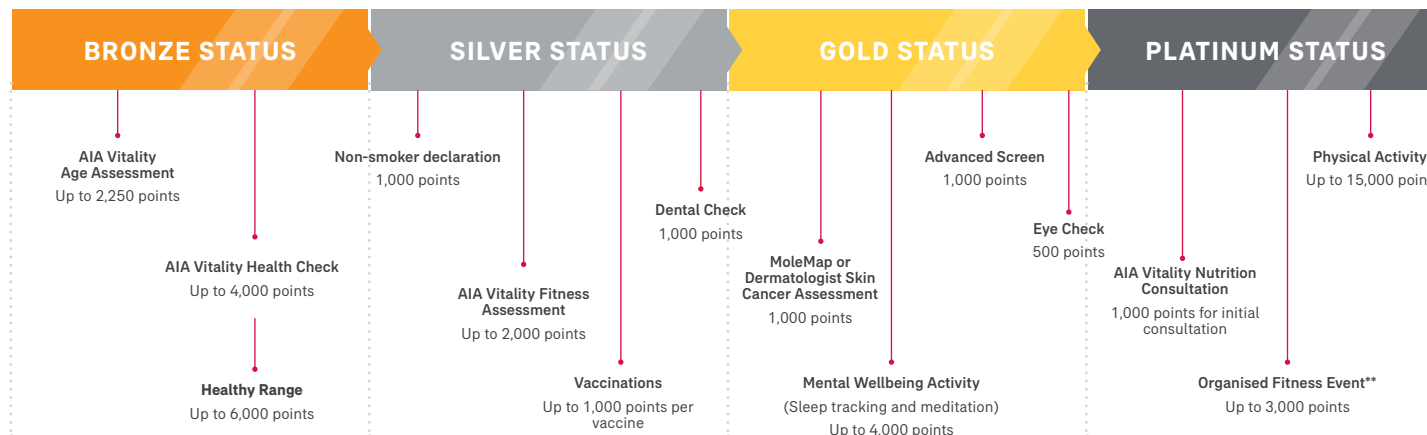 BRONZE STATUS
SILVER STATUS
GOLD STATUS
PLATINUM STATUS
AIA Vitality
Age Assessment
Up to 2,250 points
AIA Vitality Health Check
Up to 4,000 points
Healthy Range
Up to 6,000 points
Non-smoker declaration
1,000 points
AIA Vitality Fitness
Assessment
Up to 2,000 points
Vaccinations
Up to 1,000 points per
vaccine
Dental Check
1,000 points
MoleMap or
Dermatologist Skin
Cancer Assessment
1,000 points
Mental Wellbeing Activity
(Sleep tracking and meditation)
Up to 4,000 points
Advanced Screen
1,000 points
Eye Check
500 points
AIA Vitality Nutrition
Consultation
1,000 points for initial
consultation
Organised Fitness Event**
Up to 3,000 points
Physical Activity
Up to 15,000 poin